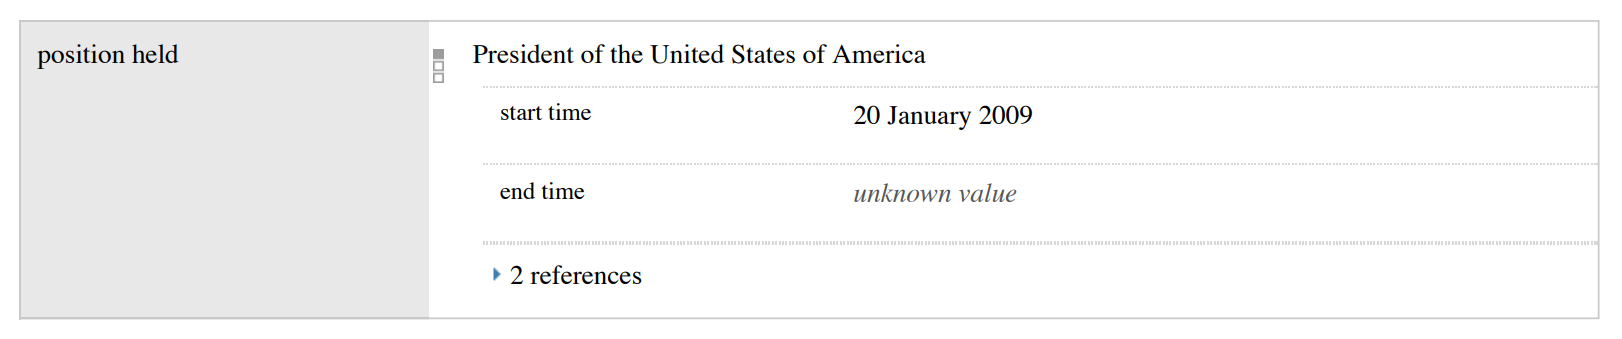 position held
President of the United States of America
start time
20 January 2009
end time
unknown value
2 references